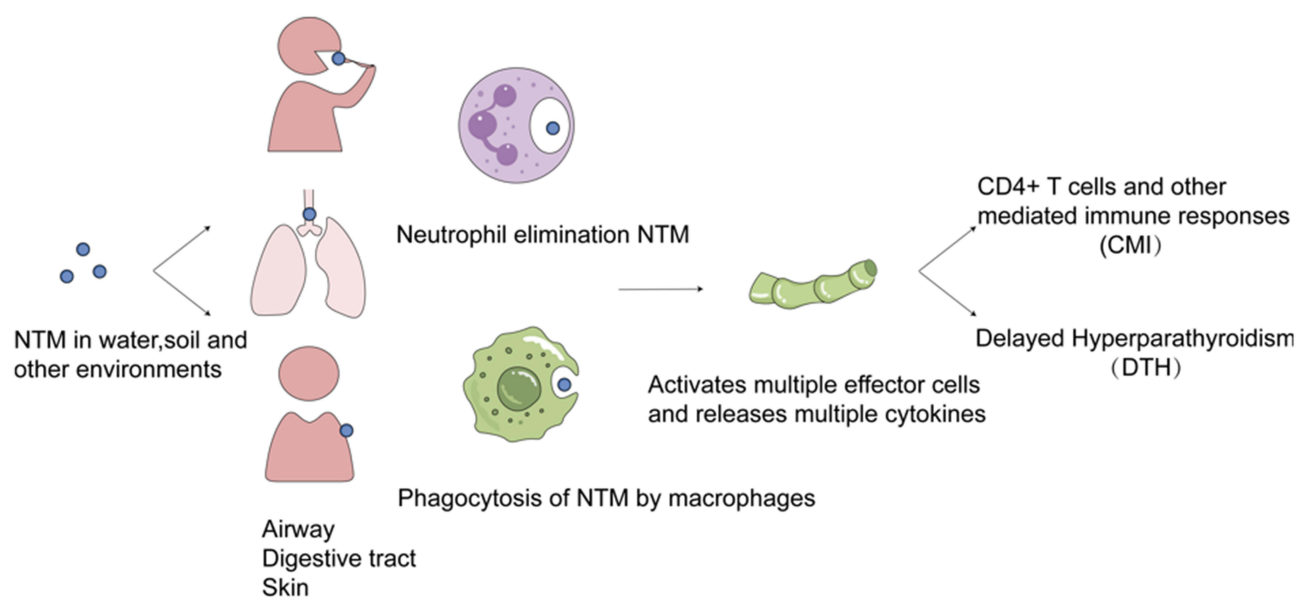 NTM in water,soil and
other environments
Airway
Digestive tract
Skin
Neutrophil elimination NTM
Phagocytosis of NTM by macrophages
Activates multiple effector cells
and releases multiple cytokines
CD4+ T cells and other
mediated immune responses
(CMI）
Delayed Hyperparathyroidism
（DTH）